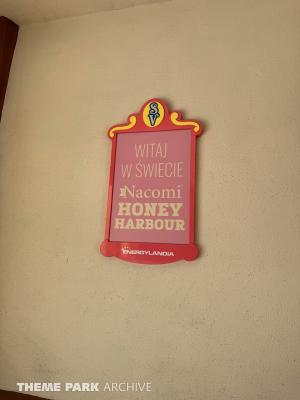 WITAJ
W ŚWIECIE
Nacomi
HONEY
HARBOUR
ENERGYLANDIA
THEME PARK ARCHIVE